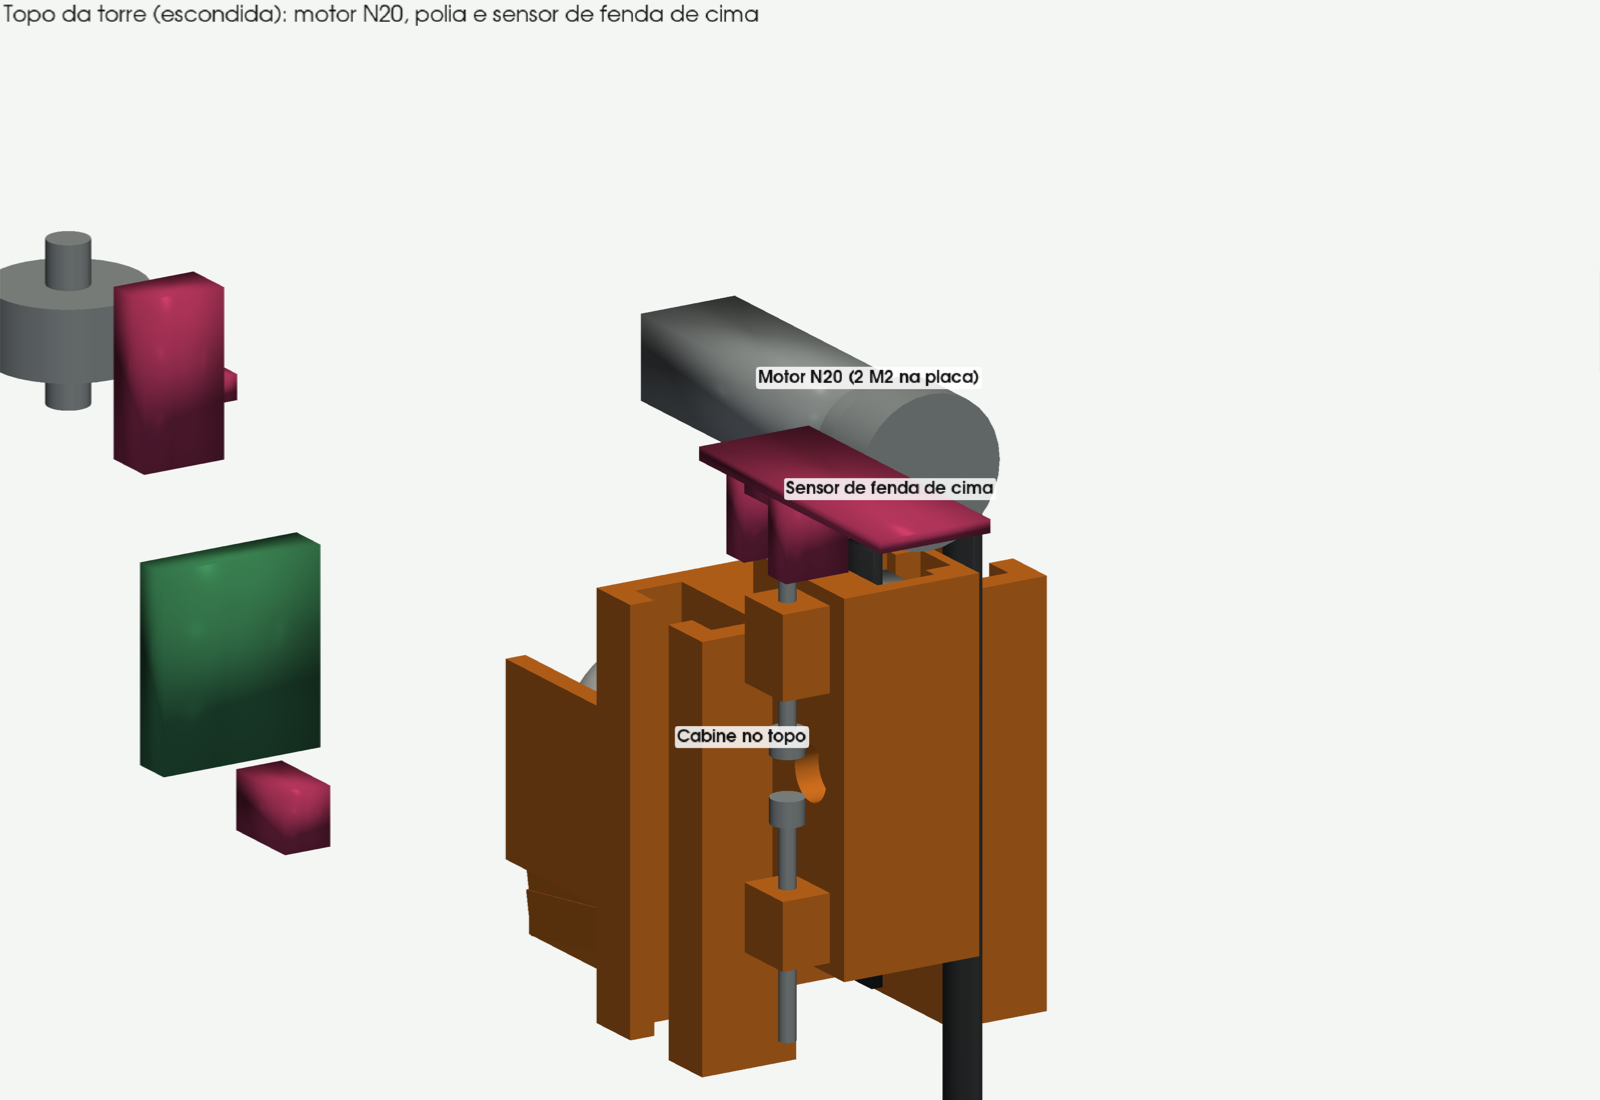 Topo da torre (escondida): motor N20, polia e sensor de fenda de cima
Motor N20 (2 M2 na placa)
Sensor de fenda de cima
Cabine no topo